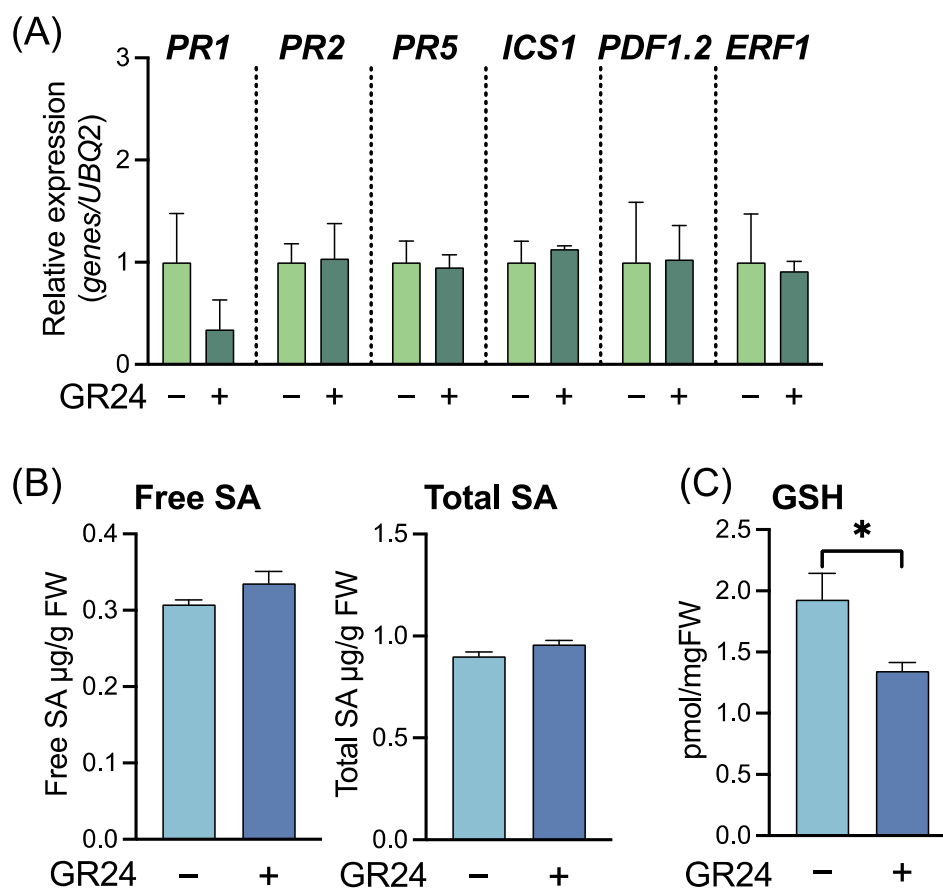 (A)
PR1 PR2 PR5 ICS1 PDF1.2 ERF1
Relative expression
(genes/UBQ2)
3
2
1
0
GR24 – + – + – + – + – + – +
(B)
Free SA
Free SA µg/g FW
0.4
0.3
0.2
0.1
0.0
GR24 – +
Total SA
Total SA µg/g FW
1.5
1.0
0.5
0.0
– +
(C)
GSH
pmol/mgFW
2.5
2.0
1.5
1.0
0.5
0.0
*
GR24 – +